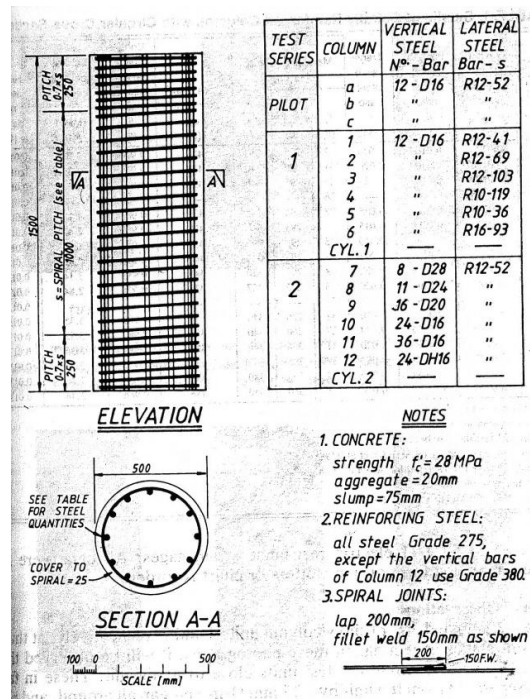 PITCH
0·7×s
250
1500
s = SPIRAL PITCH (see table)
1000
PITCH
0·7×s
250
A
A
TEST SERIES COLUMN VERTICAL STEEL Nº·-Bar LATERAL STEEL Bar-s
PILOT a 12-D16 R12-52
b " "
c " "
1 1 12-D16 R12-41
2 " R12-69
3 " R12-103
4 " R10-119
5 " R10-36
6 " R16-93
CYL.1 — —
2 7 8-D28 R12-52
8 11-D24 "
9 16-D20 "
10 24-D16 "
11 36-D16 "
12 24-DH16 "
CYL.2 — —
ELEVATION
500
SEE TABLE
FOR STEEL
QUANTITIES
COVER TO
SPIRAL=25
SECTION A-A
100 0 500
SCALE [mm]
NOTES
1. CONCRETE:
strength f'c = 28 MPa
aggregate = 20mm
slump = 75mm
2. REINFORCING STEEL:
all steel Grade 275,
except the vertical bars
of Column 12 use Grade 380.
3. SPIRAL JOINTS:
lap 200mm,
fillet weld 150mm as shown
200
150 F.W.